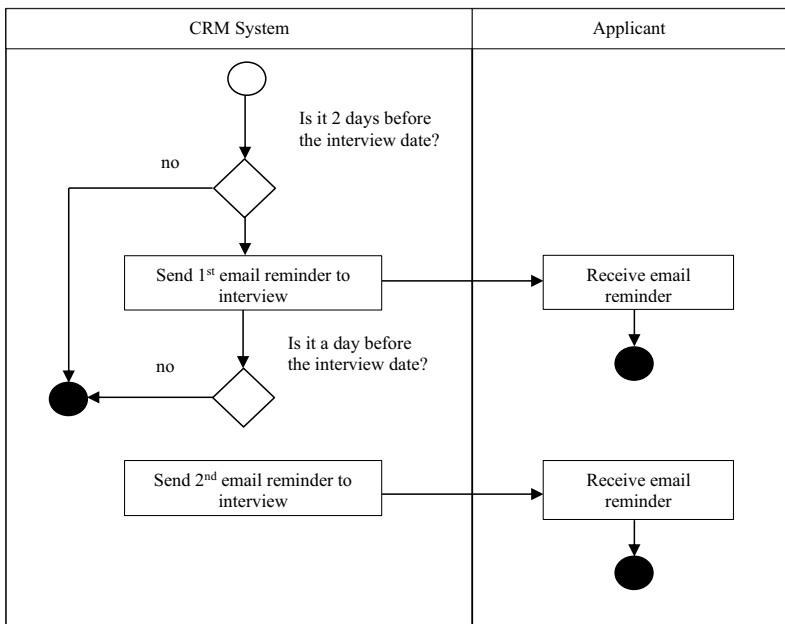 CRM System
Applicant
Is it 2 days before
the interview date?
no
Send 1st email reminder to
interview
Receive email
reminder
Is it a day before
the interview date?
no
Send 2nd email reminder to
interview
Receive email
reminder